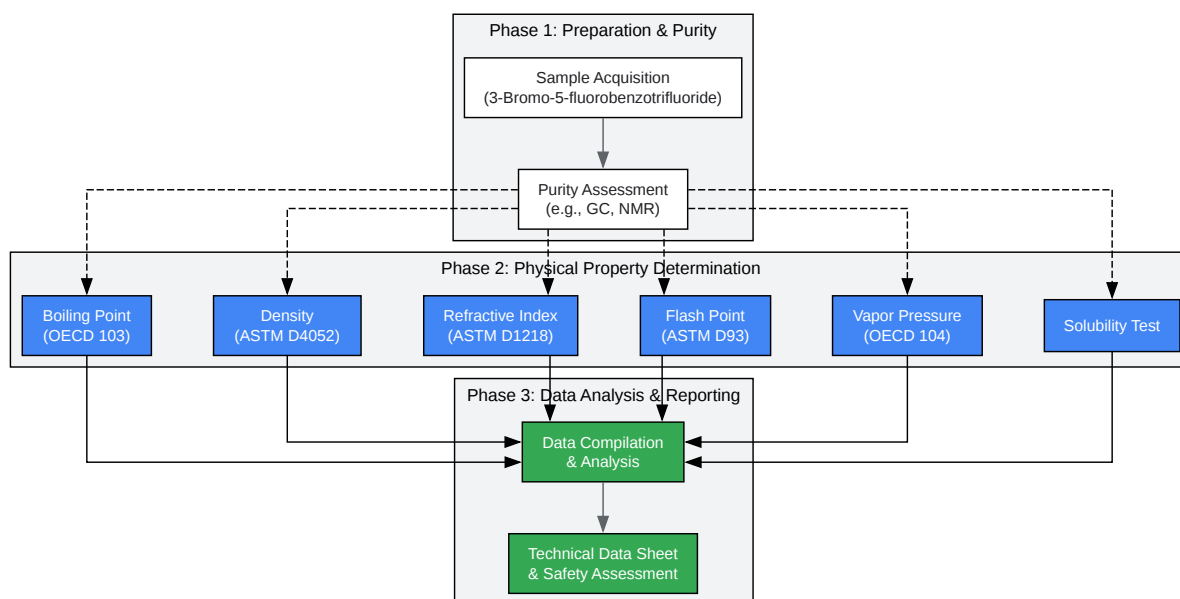 Phase 1: Preparation & Purity
Sample Acquisition
(3-Bromo-5-fluorobenzotrifluoride)
Purity Assessment
(e.g., GC, NMR)
Phase 2: Physical Property Determination
Boiling Point
(OECD 103)
Density
(ASTM D4052)
Refractive Index
(ASTM D1218)
Flash Point
(ASTM D93)
Vapor Pressure
(OECD 104)
Solubility Test
Phase 3: Data Analysis & Reporting
Data Compilation
& Analysis
Technical Data Sheet
& Safety Assessment